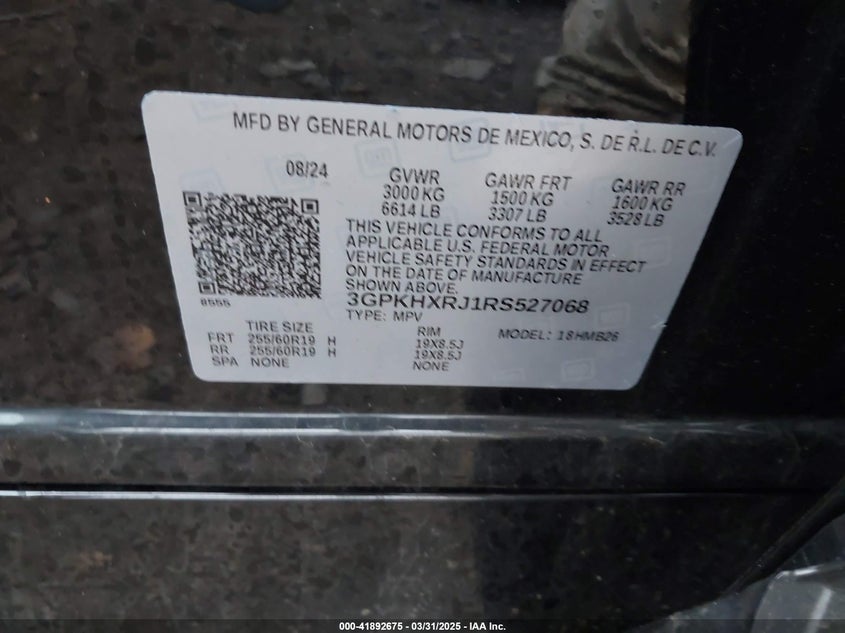 MFD BY GENERAL MOTORS DE MEXICO, S. DE R.L. DE C.V.
08/24
GVWR GAWR FRT GAWR RR
3000 KG 1500 KG 1600 KG
6614 LB 3307 LB 3528 LB
THIS VEHICLE CONFORMS TO ALL
APPLICABLE U.S. FEDERAL MOTOR
VEHICLE SAFETY STANDARDS IN EFFECT
ON THE DATE OF MANUFACTURE
SHOWN ABOVE.
8555
3GPKHXRJ1RS527068
TYPE: MPV
TIRE SIZE RIM MODEL: 18HMB26
FRT 255/60R19 H 19X8.5J
RR 255/60R19 H 19X8.5J
SPA NONE NONE
000-41892675 - 03/31/2025 - IAA Inc.